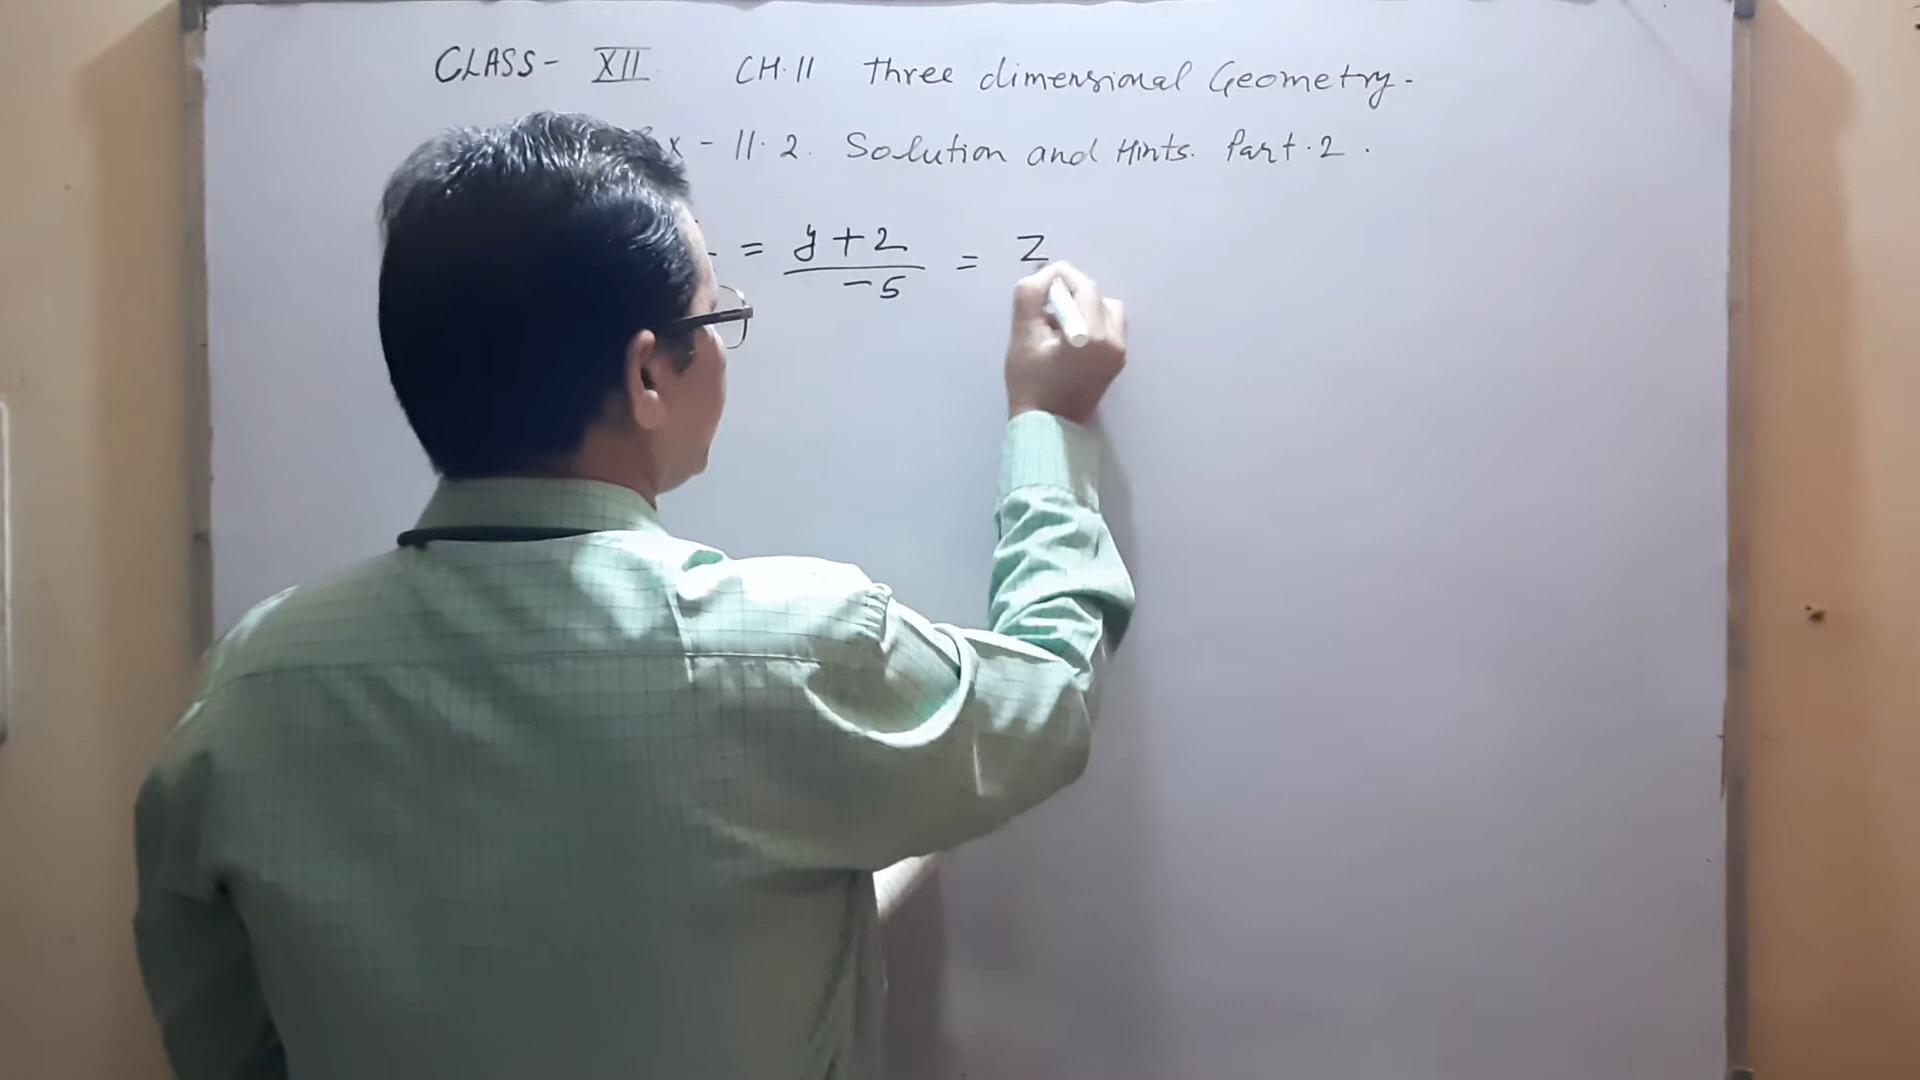 CLASS- XII. CH.11 Three dimensional Geometry.
x - 11.2. Solution and Hints. Part.2.
= y+2 / -5 = Z